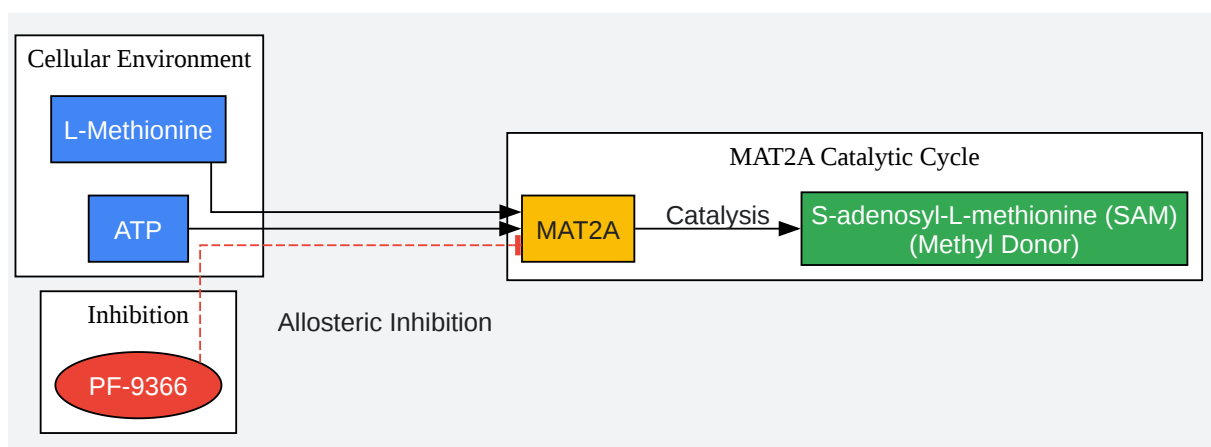 Cellular Environment
L-Methionine
ATP
MAT2A Catalytic Cycle
MAT2A
Catalysis
S-adenosyl-L-methionine (SAM)
(Methyl Donor)
Inhibition
PF-9366
Allosteric Inhibition